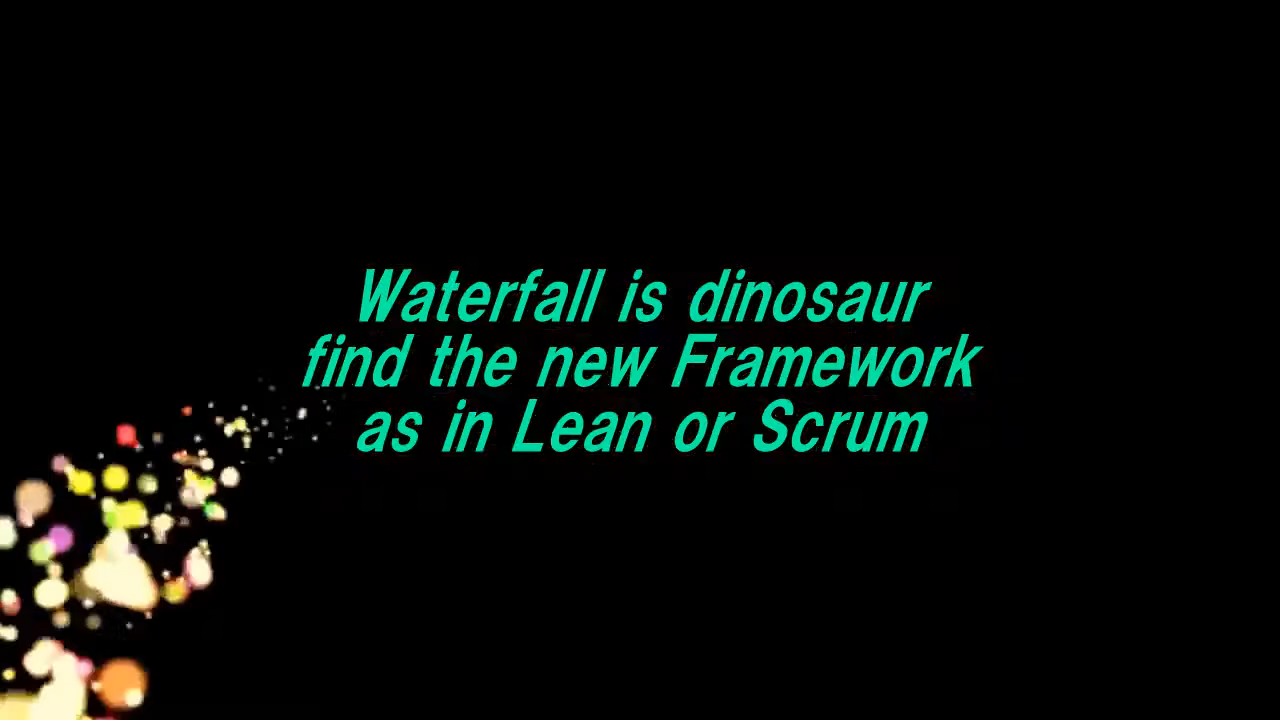 Waterfall is dinosaur
find the new Framework
as in Lean or Scrum